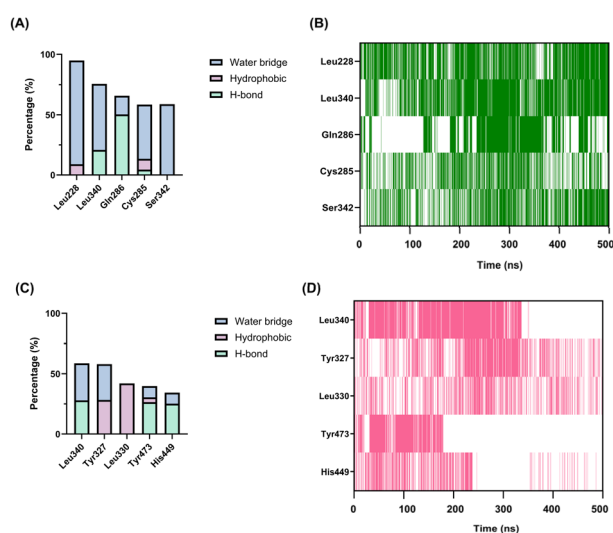 (A)
Percentage (%)
100
50
0
Leu228
Leu340
Gln286
Cys285
Ser342
Water bridge
Hydrophobic
H-bond
(B)
Leu228
Leu340
Gln286
Cys285
Ser342
0 100 200 300 400 500
Time (ns)
(C)
Percentage (%)
100
50
0
Leu340
Tyr327
Leu330
Tyr473
His449
Water bridge
Hydrophobic
H-bond
(D)
Leu340
Tyr327
Leu330
Tyr473
His449
0 100 200 300 400 500
Time (ns)